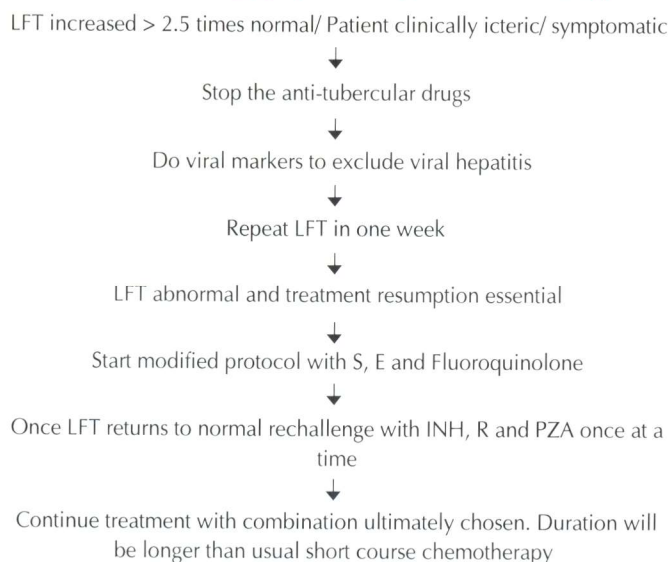 LFT increased > 2.5 times normal/ Patient clinically icteric/ symptomatic
Stop the anti-tubercular drugs
Do viral markers to exclude viral hepatitis
Repeat LFT in one week
LFT abnormal and treatment resumption essential
Start modified protocol with S, E and Fluoroquinolone
Once LFT returns to normal rechallenge with INH, R and PZA once at a
time
Continue treatment with combination ultimately chosen. Duration will
be longer than usual short course chemotherapy